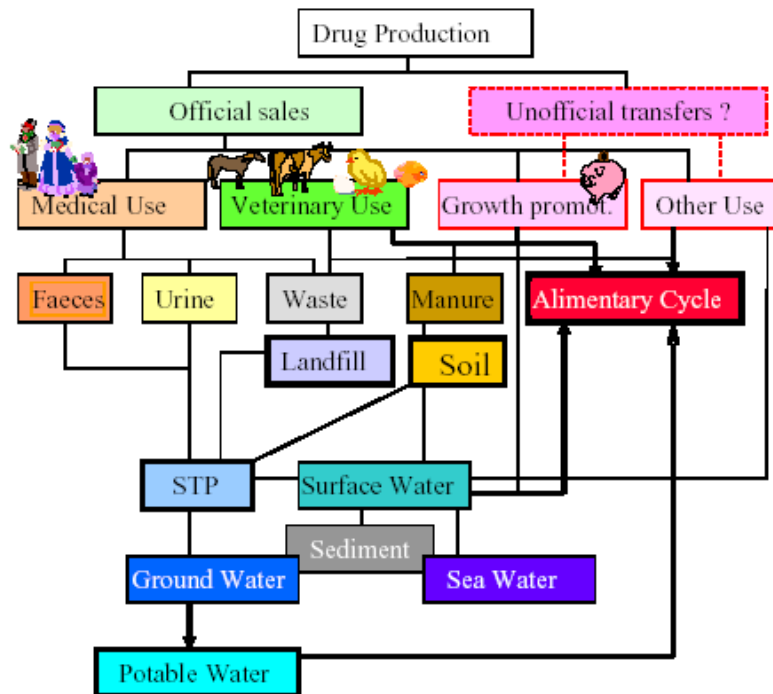 Drug Production
Official sales
Unofficial transfers ?
Medical Use
Veterinary Use
Growth promot.
Other Use
Faeces
Urine
Waste
Manure
Alimentary Cycle
Landfill
Soil
STP
Surface Water
Sediment
Ground Water
Sea Water
Potable Water